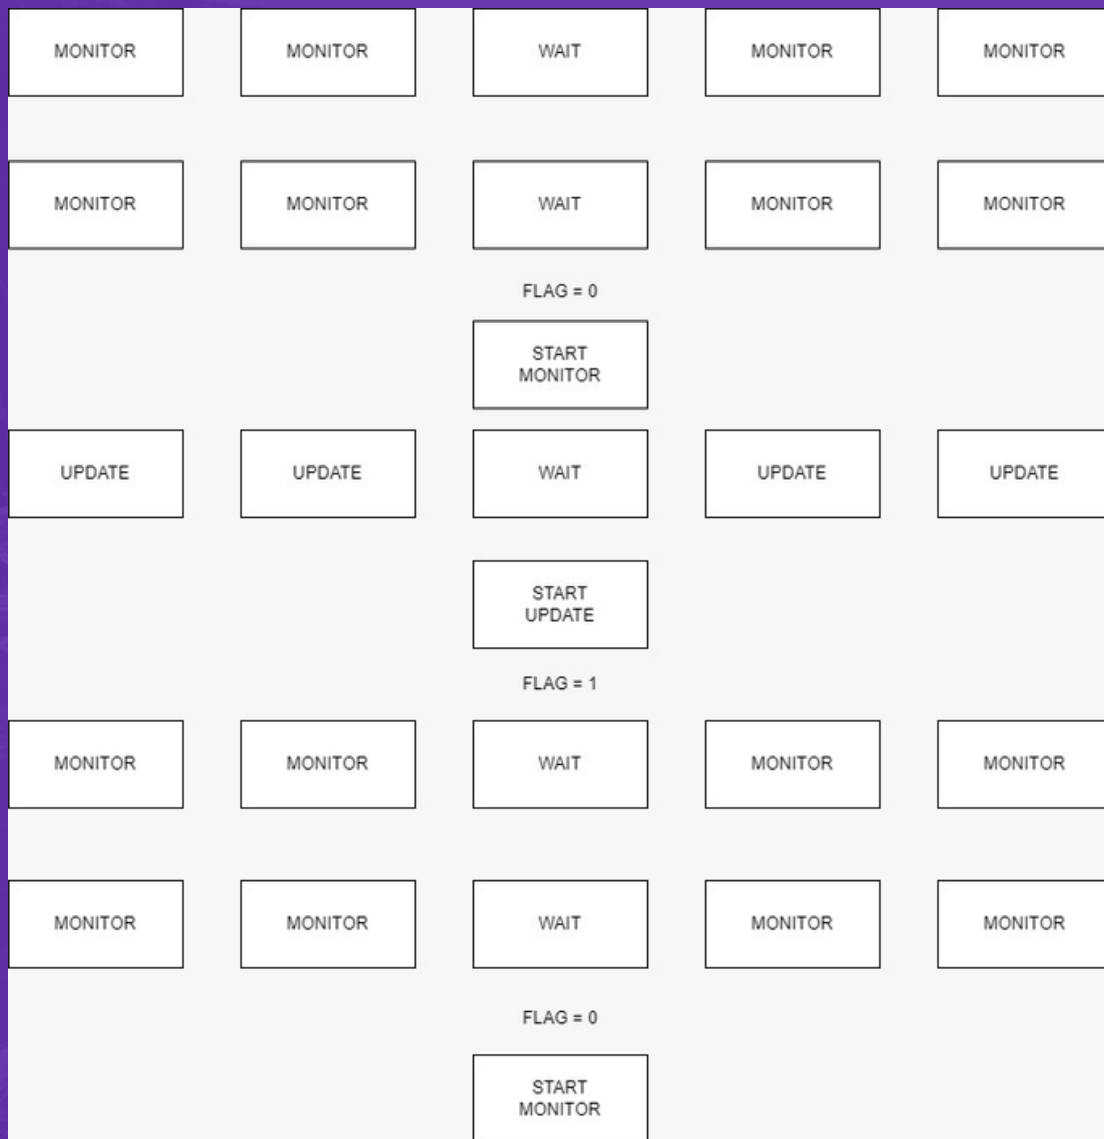 MONITOR MONITOR WAIT MONITOR MONITOR
MONITOR MONITOR WAIT MONITOR MONITOR
FLAG = 0
START
MONITOR
UPDATE UPDATE WAIT UPDATE UPDATE
START
UPDATE
FLAG = 1
MONITOR MONITOR WAIT MONITOR MONITOR
MONITOR MONITOR WAIT MONITOR MONITOR
FLAG = 0
START
MONITOR